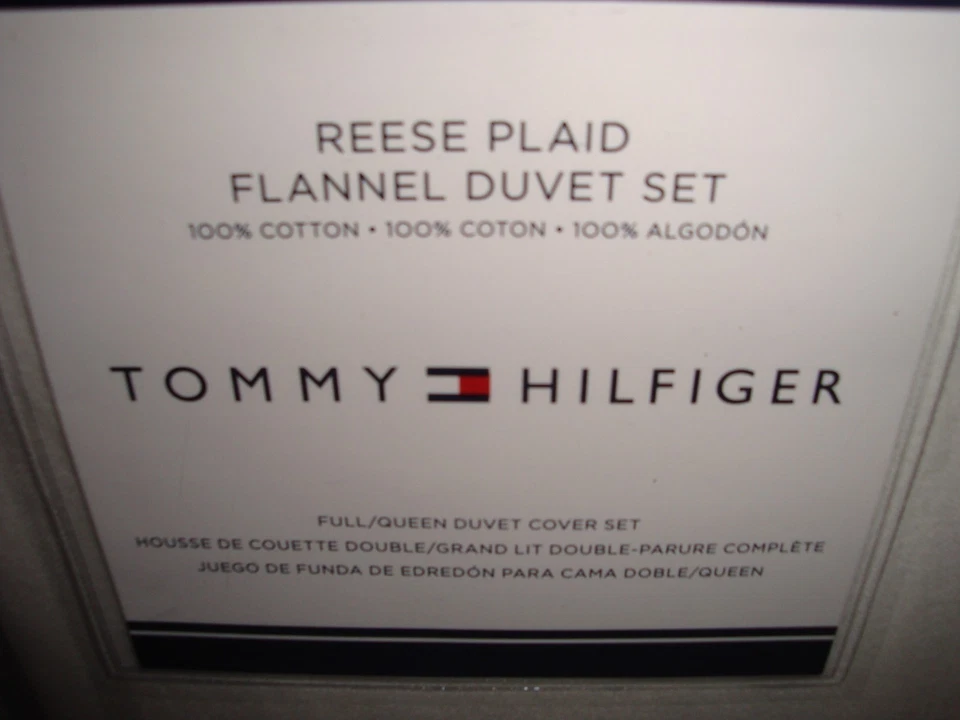 REESE PLAID
FLANNEL DUVET SET
100% COTTON • 100% COTON • 100% ALGODÓN
TOMMY HILFIGER
FULL/QUEEN DUVET COVER SET
HOUSSE DE COUETTE DOUBLE/GRAND LIT DOUBLE-PARURE COMPLÈTE
JUEGO DE FUNDA DE EDREDÓN PARA CAMA DOBLE/QUEEN